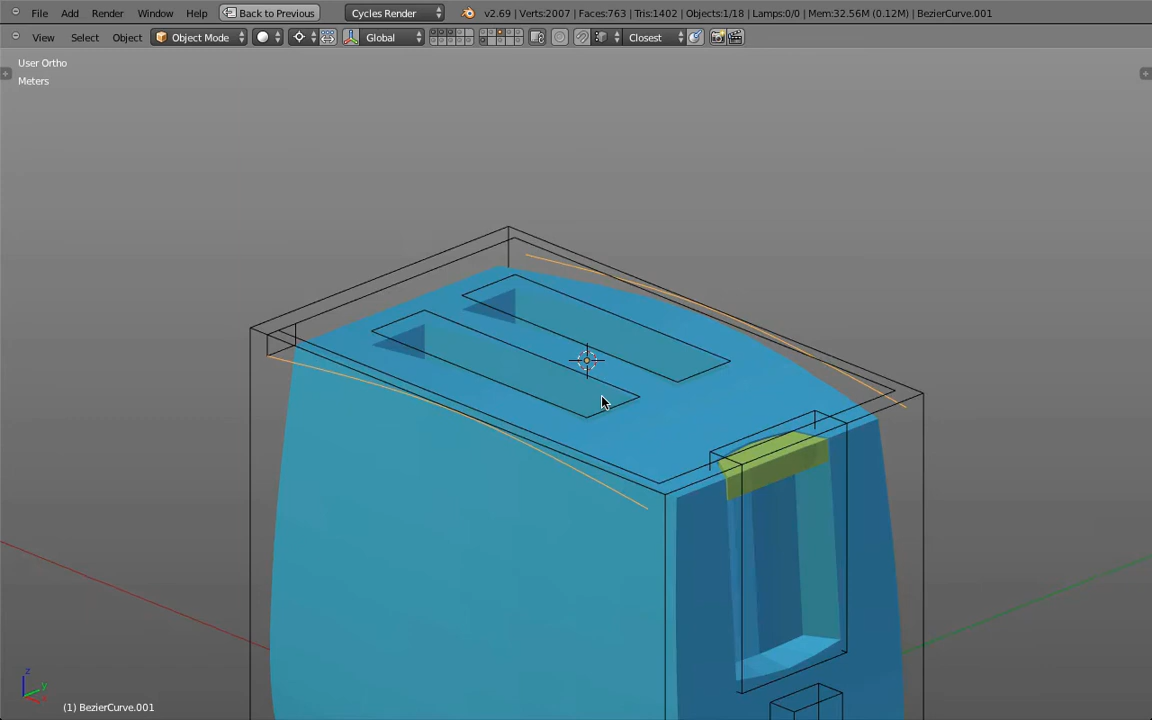 File Add Render Window Help Back to Previous Cycles Render v2.69 | Verts:2007 | Faces:763 | Tris:1402 | Objects:1/18 | Lamps:0/0 | Mem:32.56M (0.12M) | BezierCurve.001
View Select Object Object Mode Global Closest
User Ortho
Meters
z
y
(1) BezierCurve.001